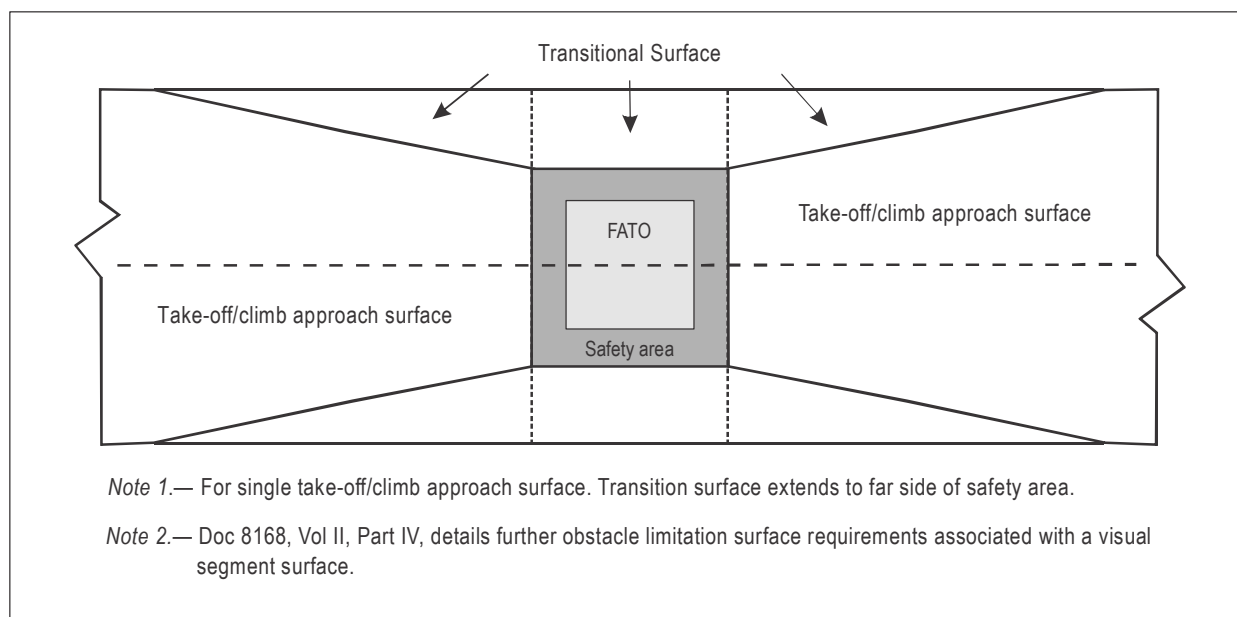 Transitional Surface
Take-off/climb approach surface
FATO
Take-off/climb approach surface
Safety area
Note 1.— For single take-off/climb approach surface. Transition surface extends to far side of safety area.
Note 2.— Doc 8168, Vol II, Part IV, details further obstacle limitation surface requirements associated with a visual
segment surface.